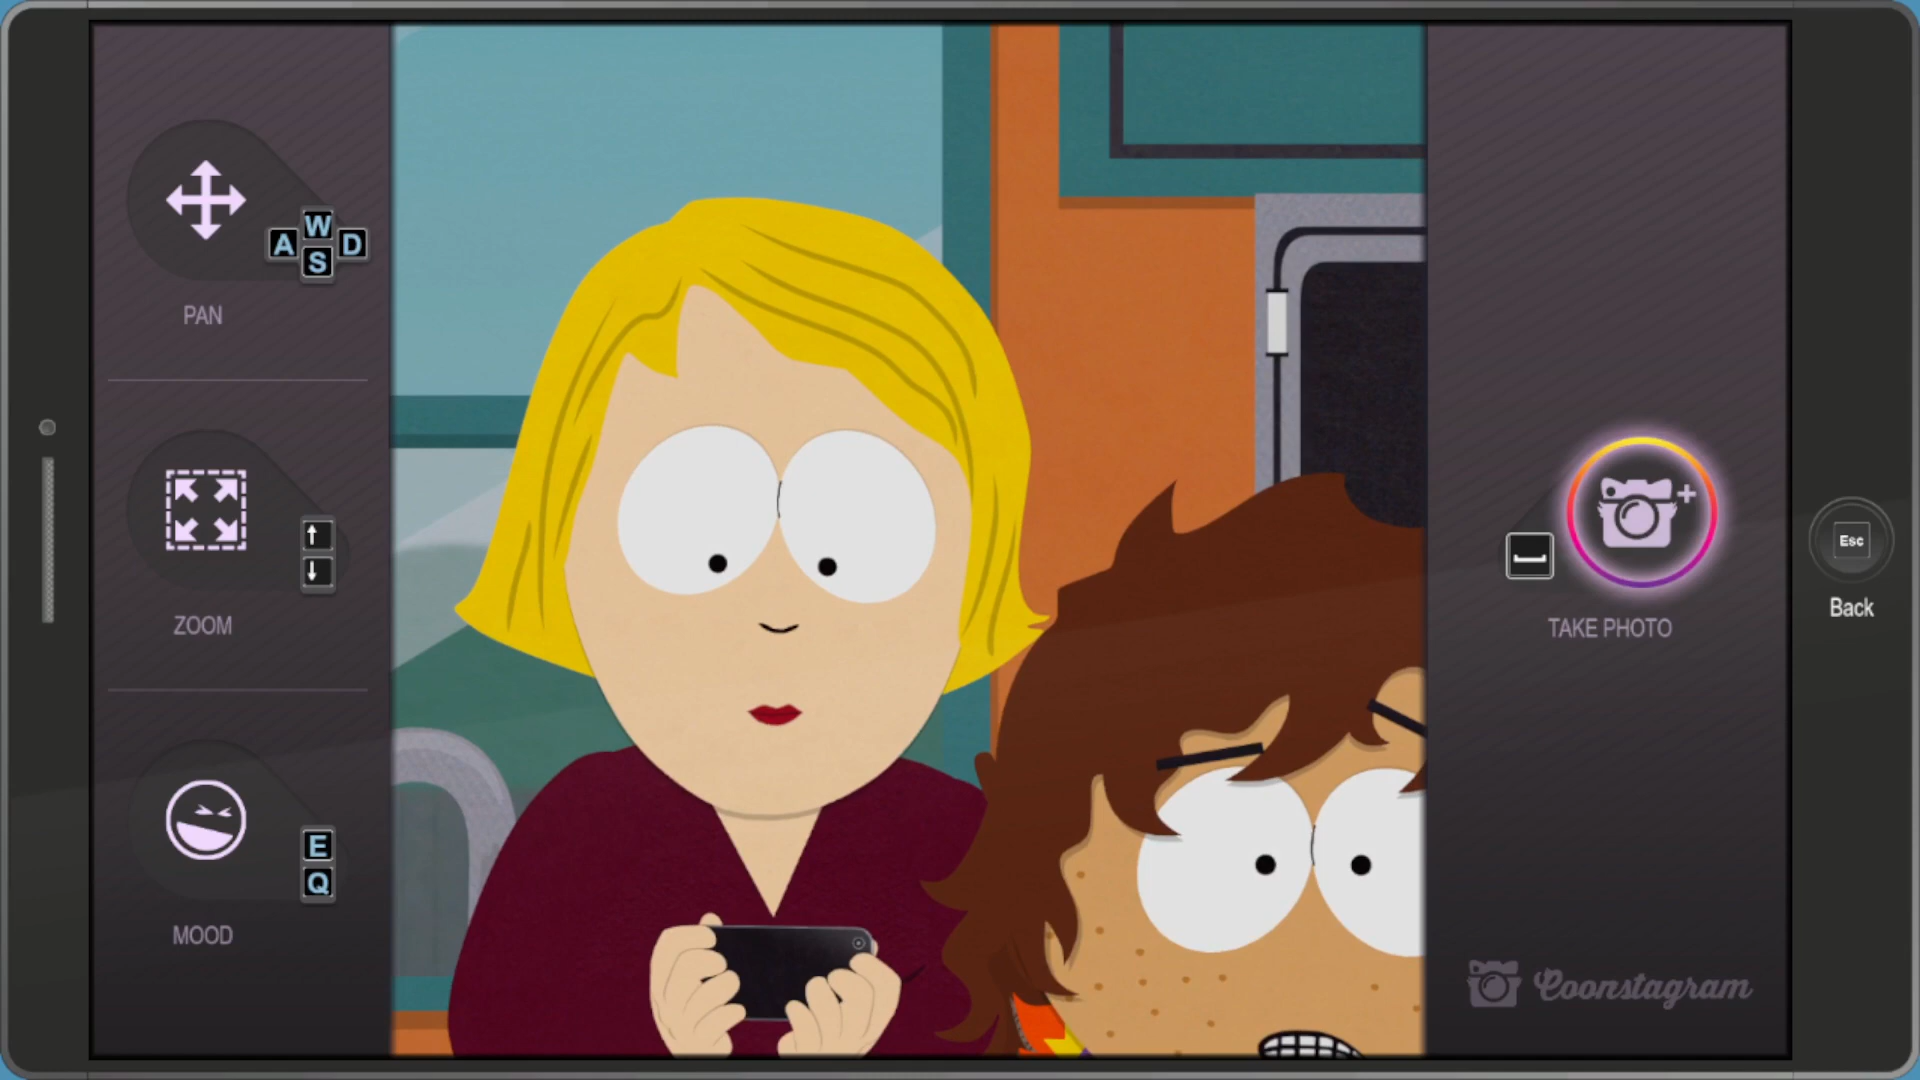 W
A D
S
PAN
↑
↓
ZOOM
E
Q
MOOD
TAKE PHOTO
Coonstagram
Esc
Back